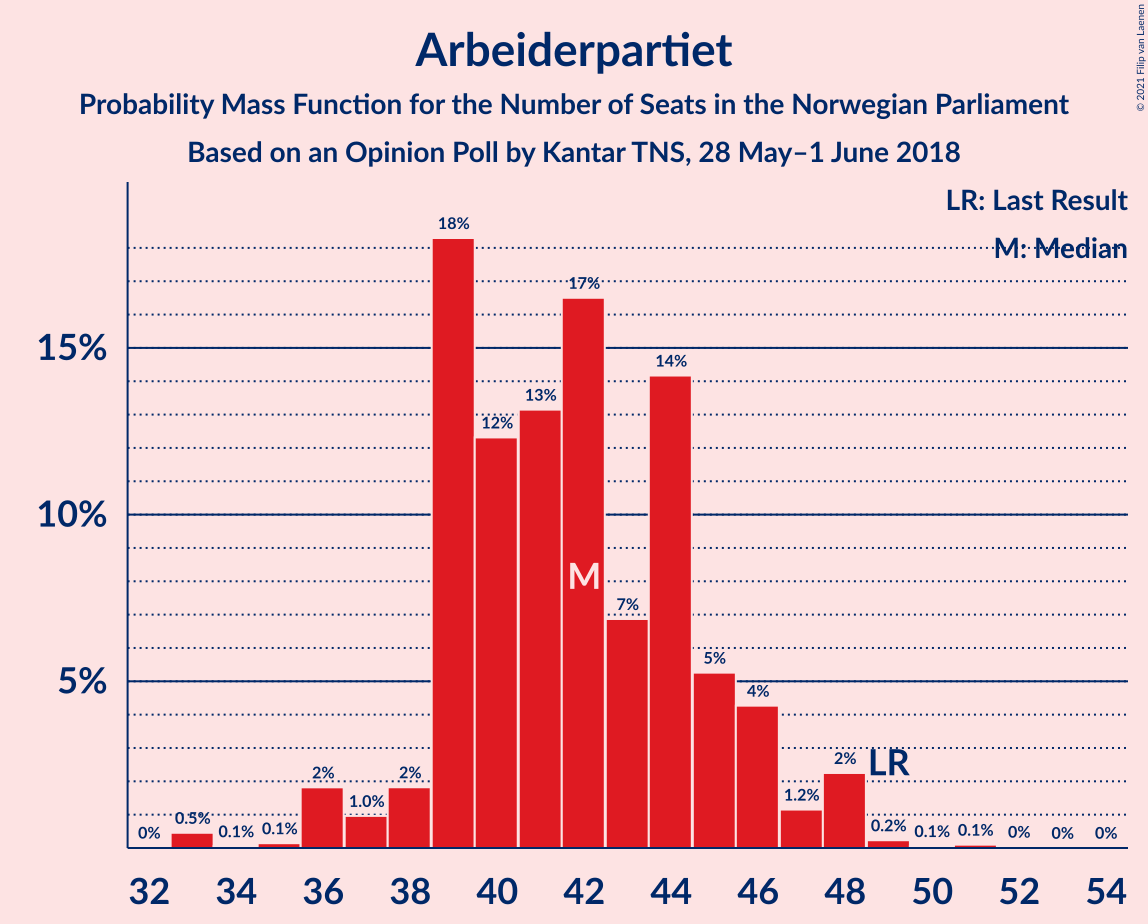 Arbeiderpartiet
Probability Mass Function for the Number of Seats in the Norwegian Parliament
Based on an Opinion Poll by Kantar TNS, 28 May–1 June 2018
© 2021 Filip van Laenen
LR: Last Result
M: Median
15%
10%
5%
0%
0.5%
0.1%
0.1%
2%
1.0%
2%
18%
12%
13%
17%
M
7%
14%
5%
4%
1.2%
2%
LR
0.2%
0.1%
0.1%
0%
0%
0%
32 34 36 38 40 42 44 46 48 50 52 54